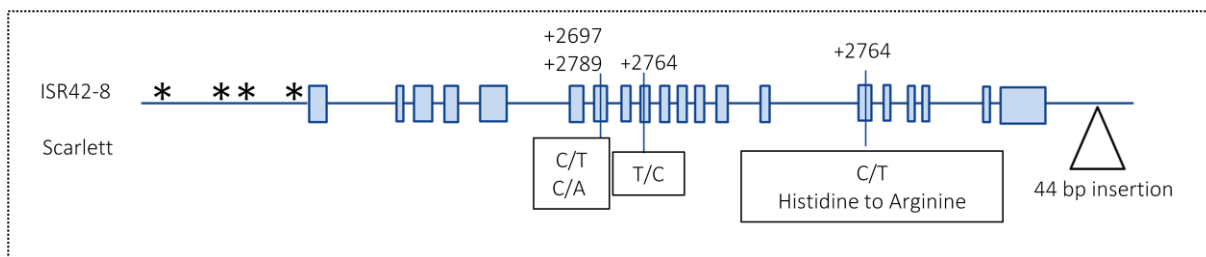 +2697
+2789
+2764
+2764
ISR42-8
* ** *
Scarlett
C/T
C/A
T/C
C/T
Histidine to Arginine
44 bp insertion